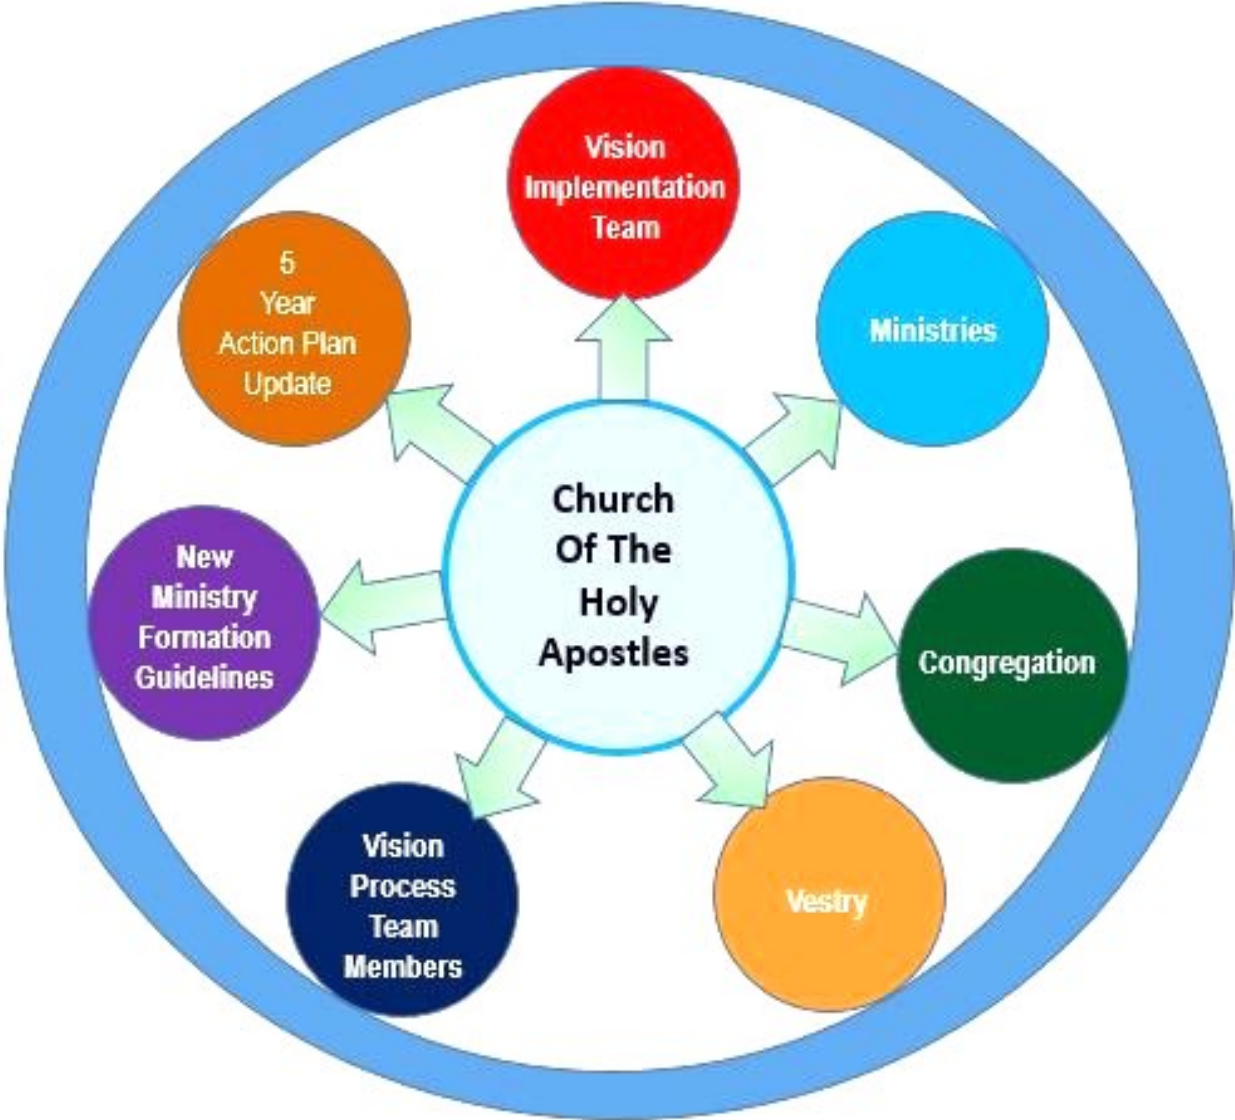 Vision
Implementation
Team
Ministries
Congregation
Vestry
Vision
Process
Team
Members
New
Ministry
Formation
Guidelines
5
Year
Action Plan
Update
Church
Of The
Holy
Apostles